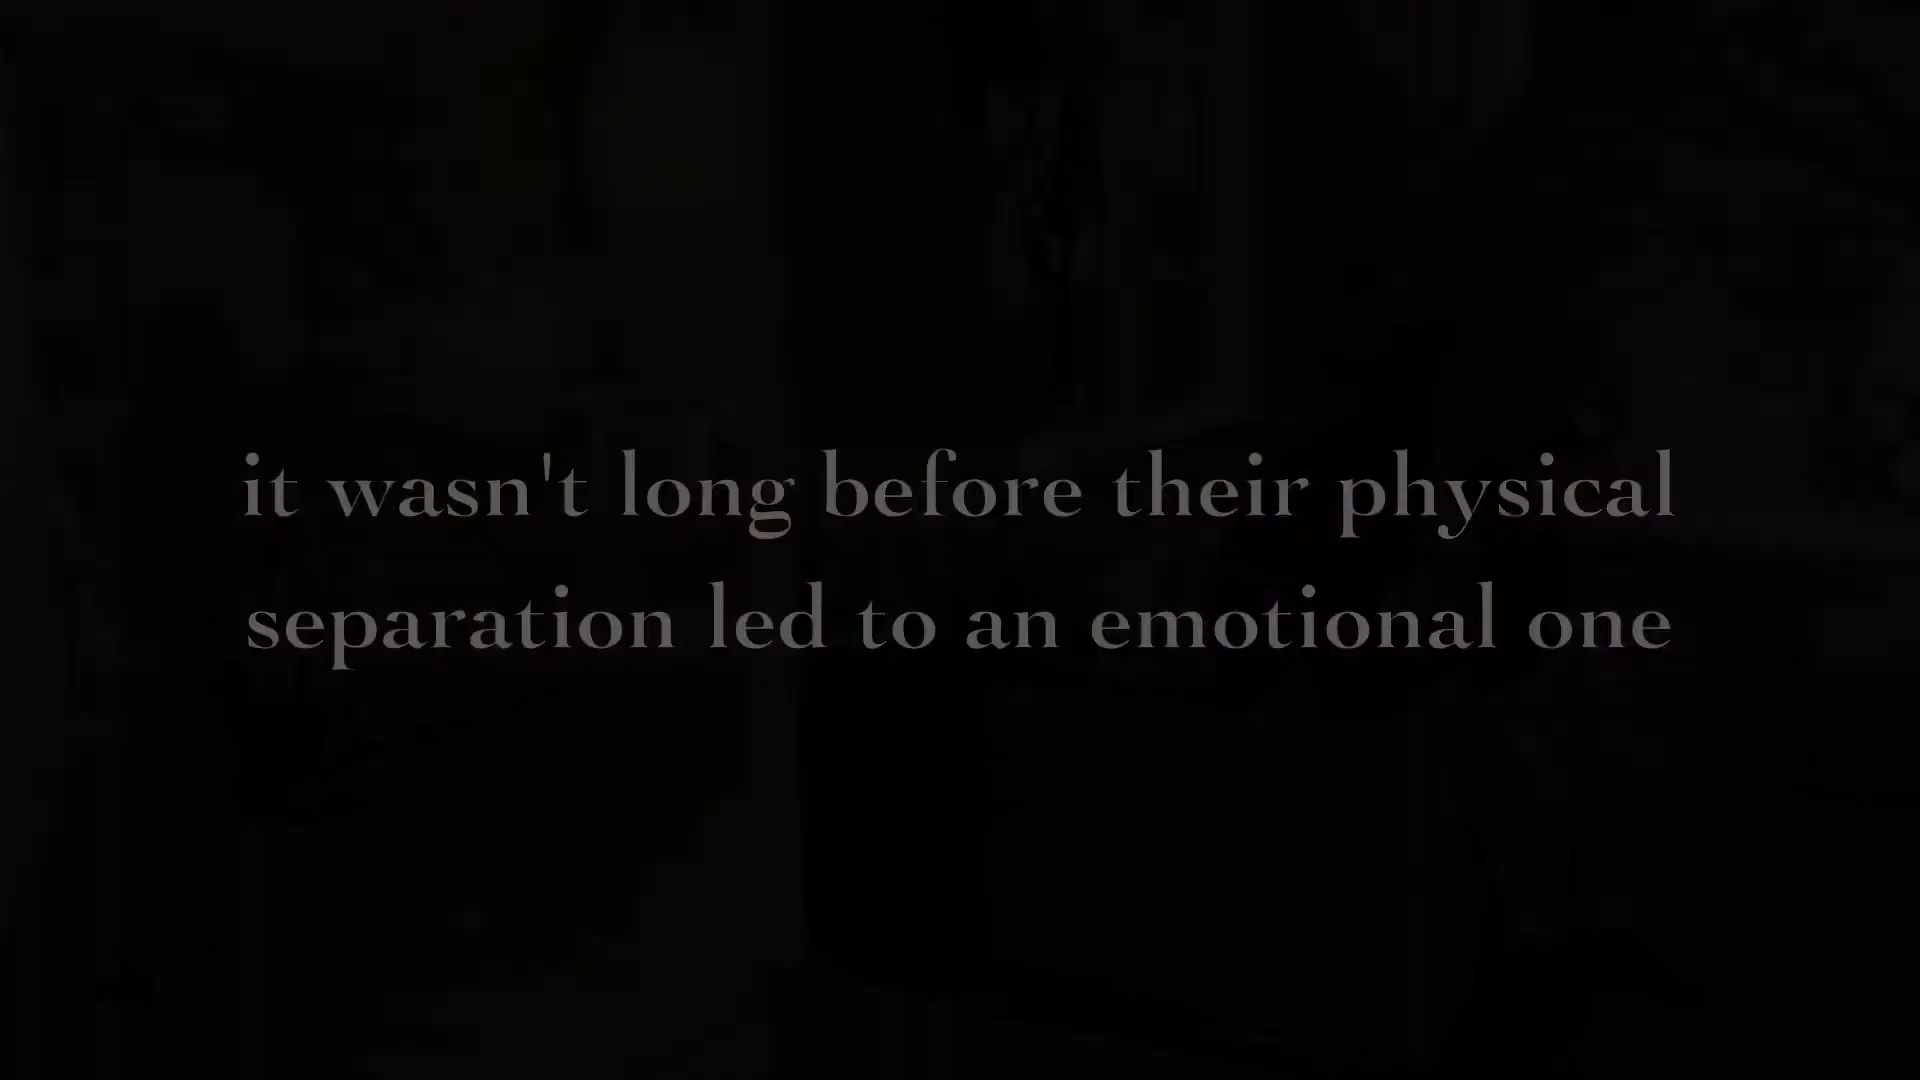 it wasn't long before their physical
separation led to an emotional one